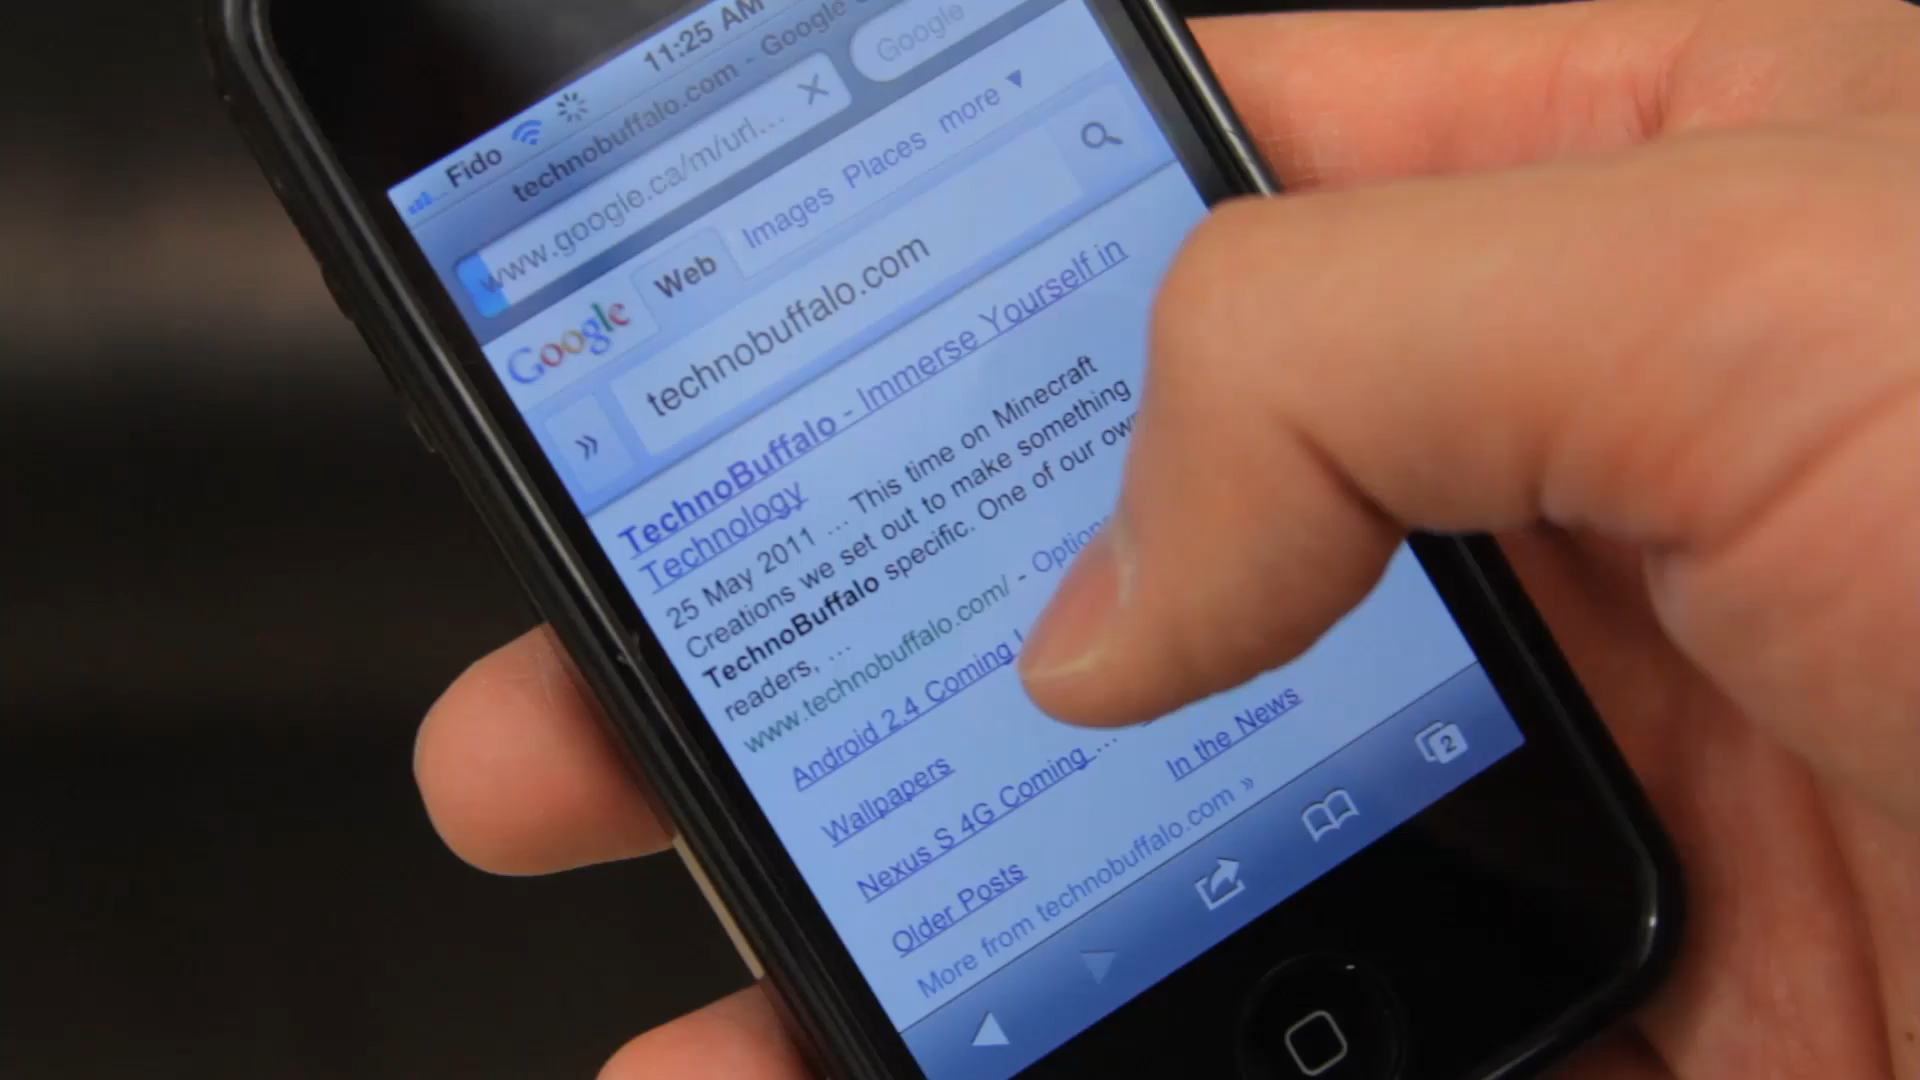 Fido 11:25 AM
technobuffalo.com - Google
www.google.ca/m/url... Google
Google Web Images Places more ▼
» technobuffalo.com
TechnoBuffalo - Immerse Yourself in
Technology
25 May 2011 ... This time on Minecraft
Creations we set out to make something
TechnoBuffalo specific. One of our own
readers, ...
www.technobuffalo.com/ -
Android 2.4 Coming
Wallpapers
Nexus S 4G Coming ... In the News
Older Posts
More from technobuffalo.com »
2